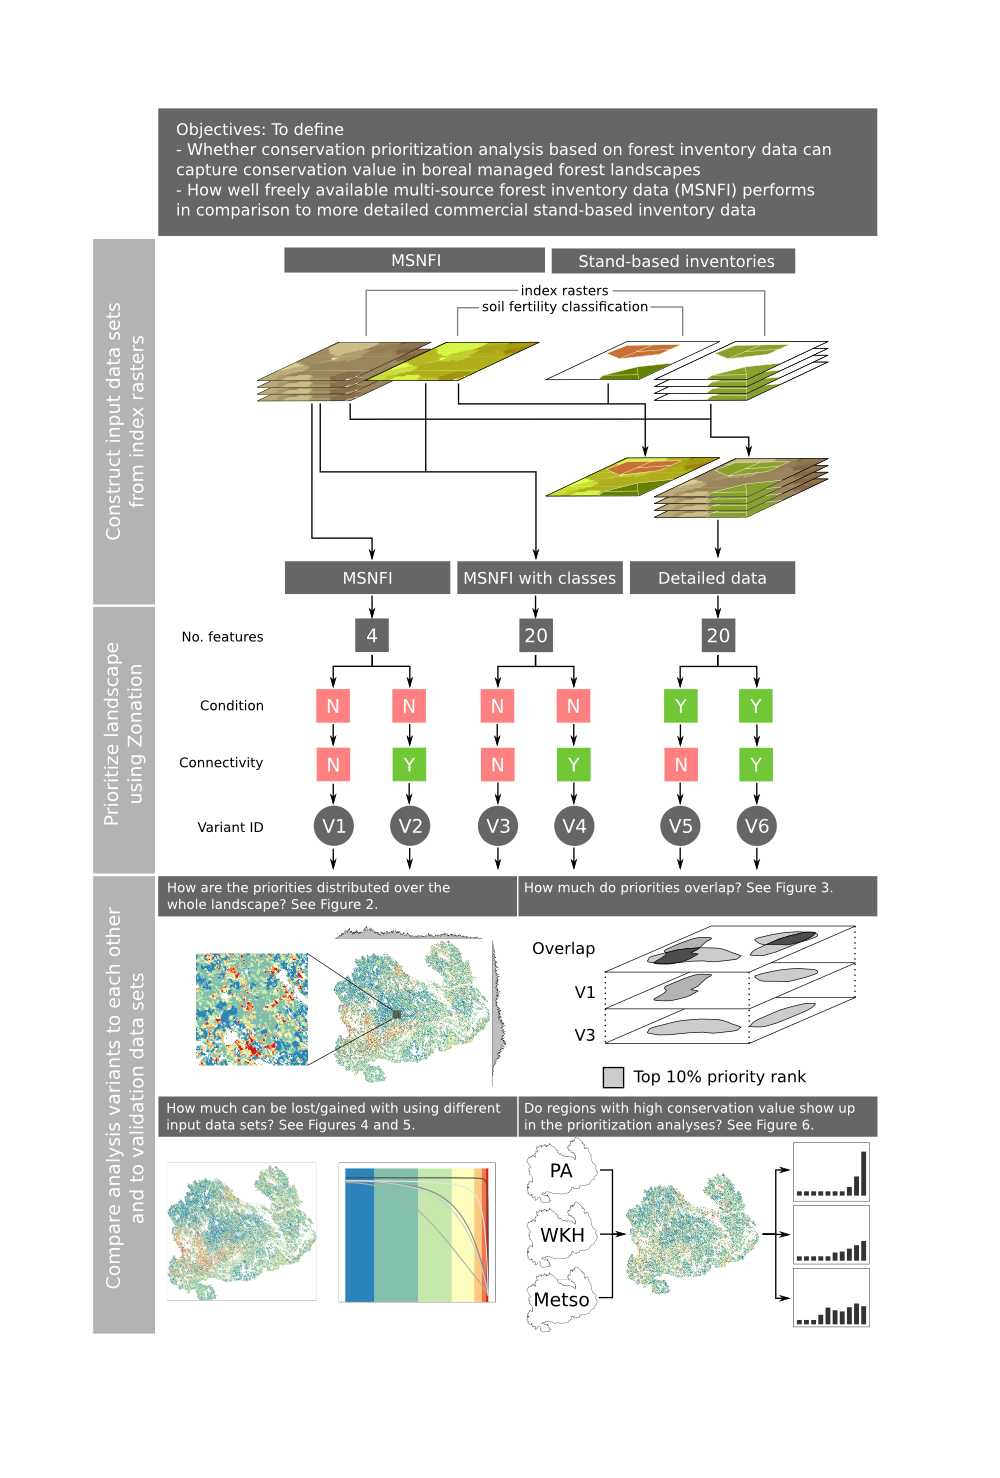 Objectives: To define
- Whether conservation prioritization analysis based on forest inventory data can
capture conservation value in boreal managed forest landscapes
- How well freely available multi-source forest inventory data (MSNFI) performs
in comparison to more detailed commercial stand-based inventory data
Construct input data sets
from index rasters
MSNFI
Stand-based inventories
index rasters
soil fertility classification
MSNFI
MSNFI with classes
Detailed data
Prioritize landscape
using Zonation
No. features
4
20
20
Condition
N
N
N
N
Y
Y
Connectivity
N
Y
N
Y
N
Y
Variant ID
V1
V2
V3
V4
V5
V6
Compare analysis variants to each other
and to validation data sets
How are the priorities distributed over the
whole landscape? See Figure 2.
How much do priorities overlap? See Figure 3.
Overlap
V1
V3
Top 10% priority rank
How much can be lost/gained with using different
input data sets? See Figures 4 and 5.
Do regions with high conservation value show up
in the prioritization analyses? See Figure 6.
PA
WKH
Metso